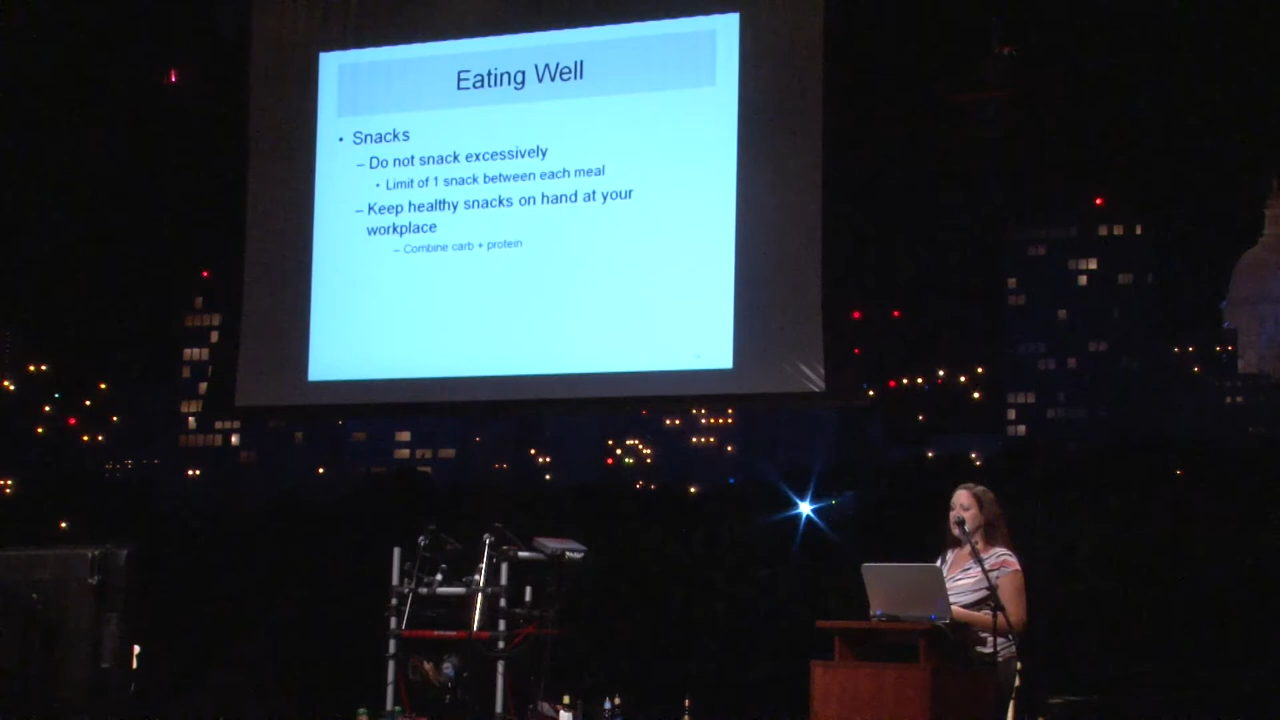 Eating Well
• Snacks
– Do not snack excessively
• Limit of 1 snack between each meal
– Keep healthy snacks on hand at your
workplace
– Combine carb + protein